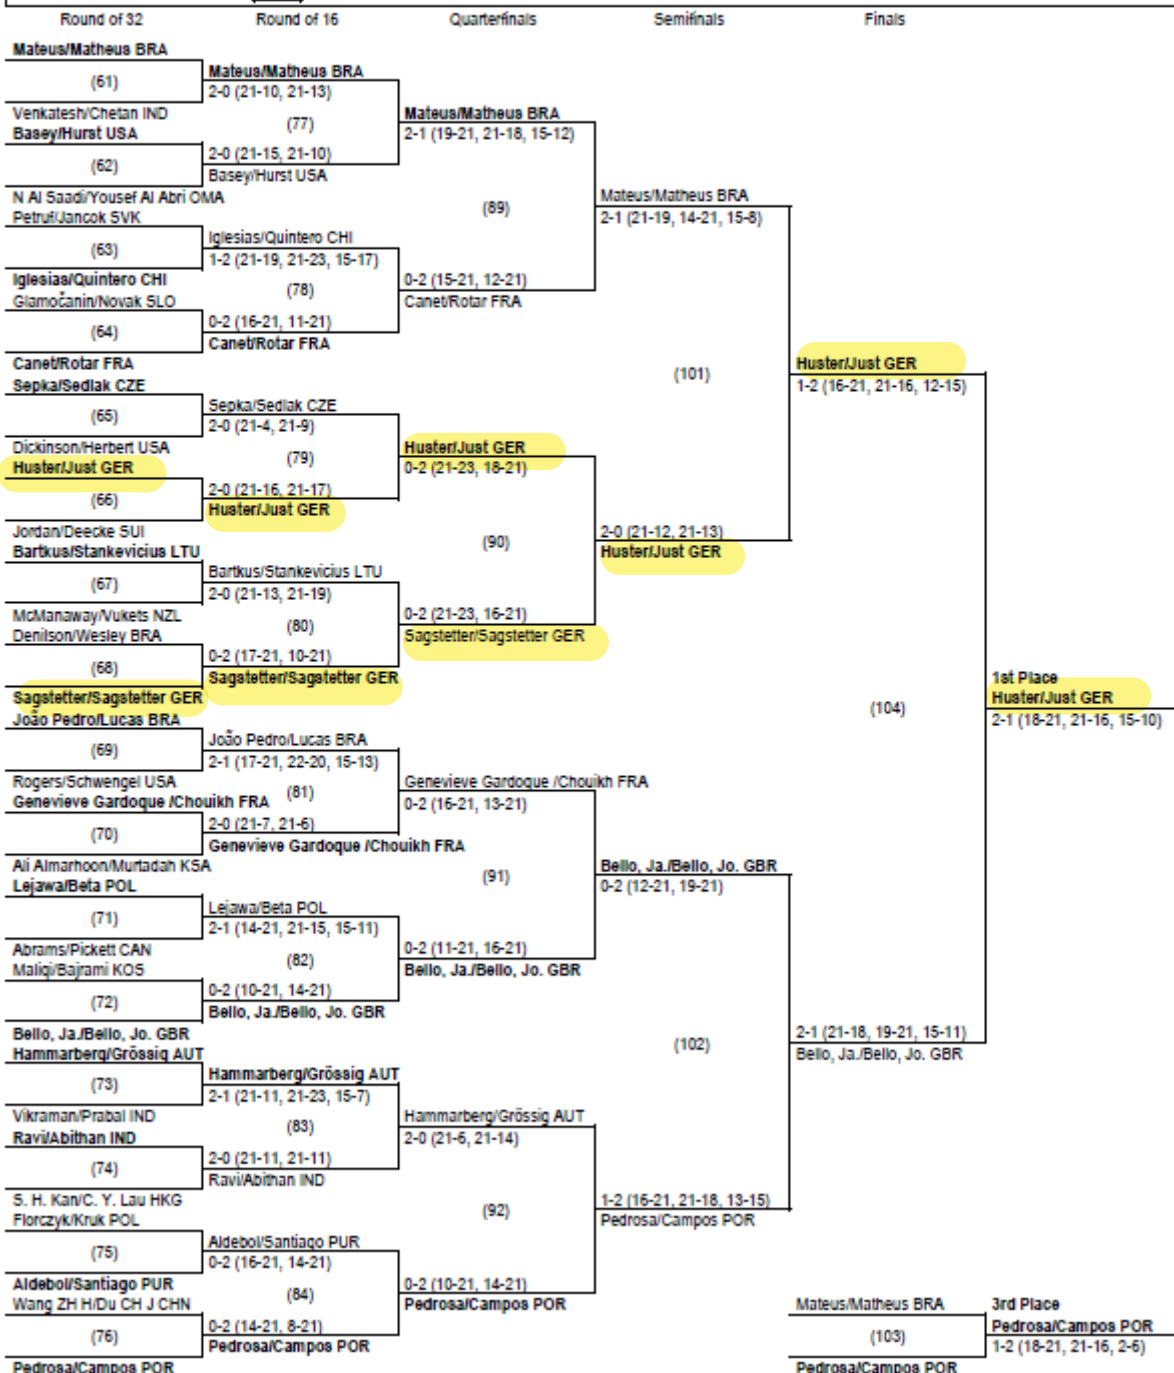 Round of 32
Round of 16
Quarterfinals
Semifinals
Finals
Mateus/Matheus BRA
(61)
Venkatesh/Chetan IND
Basey/Hurst USA
(62)
N Al Saadi/Yousef Al Abri OMA
Petruf/Jancok SVK
(63)
Iglesias/Quintero CHI
Glamočanin/Novak SLO
(64)
Canet/Rotar FRA
Sepka/Sedlak CZE
(65)
Dickinson/Herbert USA
Huster/Just GER
(66)
Jordan/Deecke SUI
Bartkus/Stankevicius LTU
(67)
McManaway/Vukets NZL
Denilson/Wesley BRA
(68)
Sagstetter/Sagstetter GER
João Pedro/Lucas BRA
(69)
Rogers/Schwengel USA
Genevieve Gardoque /Chouikh FRA
(70)
Ali Almarhoon/Murtadah KSA
Lejawa/Beta POL
(71)
Abrams/Pickett CAN
Maliqi/Bajrami KOS
(72)
Bello, Ja./Bello, Jo. GBR
Hammarberg/Grössig AUT
(73)
Vikraman/Prabal IND
Ravi/Abithan IND
(74)
S. H. Kan/C. Y. Lau HKG
Florczyk/Kruk POL
(75)
Aldebol/Santiago PUR
Wang ZH H/Du CH J CHN
(76)
Pedrosa/Campos POR
Mateus/Matheus BRA
2-0 (21-10, 21-13)
(77)
2-0 (21-15, 21-10)
Basey/Hurst USA
Iglesias/Quintero CHI
1-2 (21-19, 21-23, 15-17)
(78)
0-2 (16-21, 11-21)
Canet/Rotar FRA
Sepka/Sedlak CZE
2-0 (21-4, 21-9)
(79)
2-0 (21-16, 21-17)
Huster/Just GER
Bartkus/Stankevicius LTU
2-0 (21-13, 21-19)
(80)
0-2 (17-21, 10-21)
Sagstetter/Sagstetter GER
João Pedro/Lucas BRA
2-1 (17-21, 22-20, 15-13)
(81)
2-0 (21-7, 21-6)
Genevieve Gardoque /Chouikh FRA
Lejawa/Beta POL
2-1 (14-21, 21-15, 15-11)
(82)
0-2 (10-21, 14-21)
Bello, Ja./Bello, Jo. GBR
Hammarberg/Grössig AUT
2-1 (21-11, 21-23, 15-7)
(83)
2-0 (21-11, 21-11)
Ravi/Abithan IND
Aldebol/Santiago PUR
0-2 (16-21, 14-21)
(84)
0-2 (14-21, 8-21)
Pedrosa/Campos POR
Mateus/Matheus BRA
2-1 (19-21, 21-18, 15-12)
(89)
0-2 (15-21, 12-21)
Canet/Rotar FRA
Huster/Just GER
0-2 (21-23, 18-21)
(90)
0-2 (21-23, 16-21)
Sagstetter/Sagstetter GER
Genevieve Gardoque /Chouikh FRA
0-2 (16-21, 13-21)
(91)
0-2 (11-21, 16-21)
Bello, Ja./Bello, Jo. GBR
Hammarberg/Grössig AUT
2-0 (21-6, 21-14)
(92)
0-2 (10-21, 14-21)
Pedrosa/Campos POR
Mateus/Matheus BRA
2-1 (21-19, 14-21, 15-8)
(101)
2-0 (21-12, 21-13)
Huster/Just GER
Bello, Ja./Bello, Jo. GBR
0-2 (12-21, 19-21)
(102)
1-2 (16-21, 21-18, 13-15)
Pedrosa/Campos POR
Huster/Just GER
1-2 (16-21, 21-16, 12-15)
(104)
2-1 (21-18, 19-21, 15-11)
Bello, Ja./Bello, Jo. GBR
1st Place
Huster/Just GER
2-1 (18-21, 21-16, 15-10)
Mateus/Matheus BRA
(103)
Pedrosa/Campos POR
3rd Place
Pedrosa/Campos POR
1-2 (18-21, 21-16, 2-6)